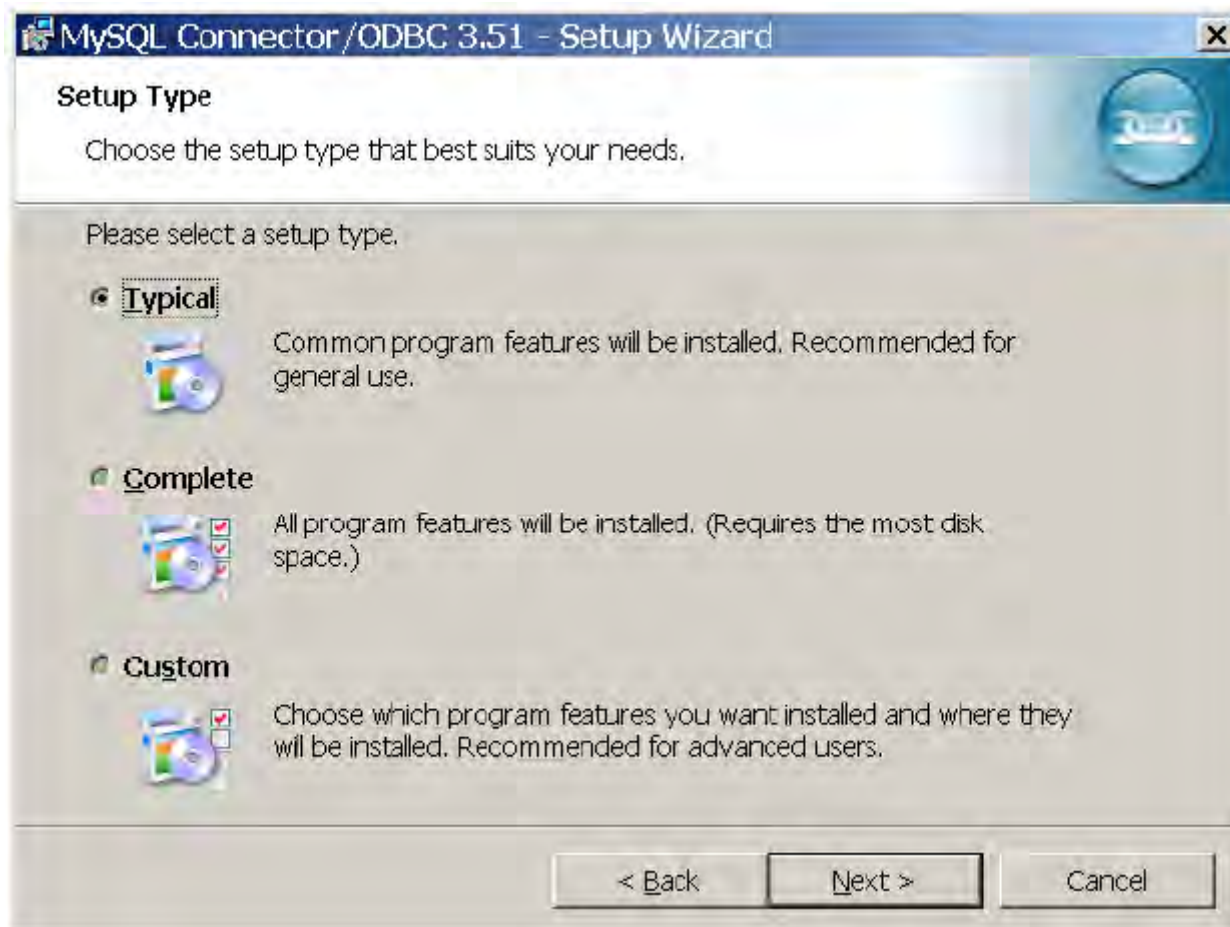 MySQL Connector/ODBC 3.51 - Setup Wizard
Setup Type
Choose the setup type that best suits your needs.
Please select a setup type.
Typical
Common program features will be installed. Recommended for
general use.
Complete
All program features will be installed. (Requires the most disk
space.)
Custom
Choose which program features you want installed and where they
will be installed. Recommended for advanced users.
< Back
Next >
Cancel